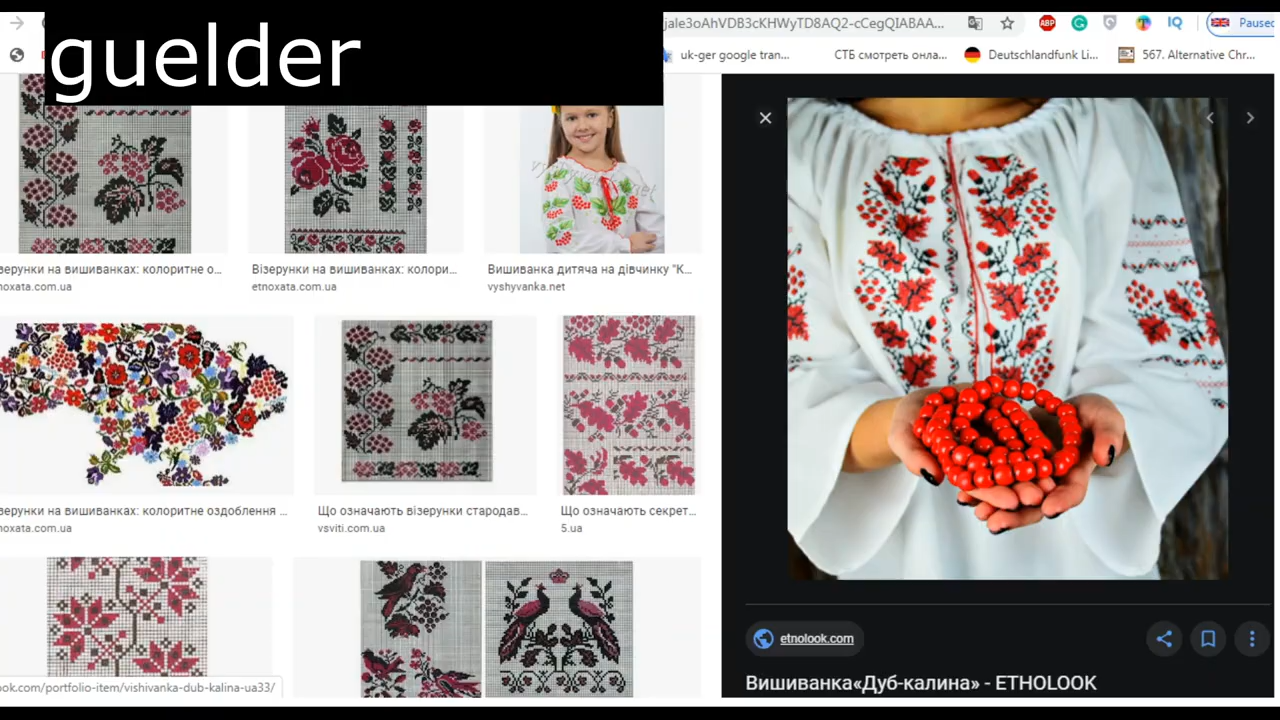 guelder
jale3oAhVDB3cKHWyTD8AQ2-cCegQIABAA...
ABP
IQ
Pausec
uk-ger google tran...
СТБ смотреть онла...
Deutschlandfunk Li...
567. Alternative Chr...
зерунки на вишиванках: колоритне о...
Візерунки на вишиванках: колори...
Вишиванка дитяча на дівчинку "К...
noxata.com.ua
etnoxata.com.ua
vyshyvanka.net
зерунки на вишиванках: колоритне оздоблення ...
Що означають візерунки стародав...
Що означають секрет...
noxata.com.ua
vsviti.com.ua
5.ua
etnolook.com
ook.com/portfolio-item/vishivanka-dub-kalina-ua33/
Вишиванка«Дуб-калина» - ETHOLOOK